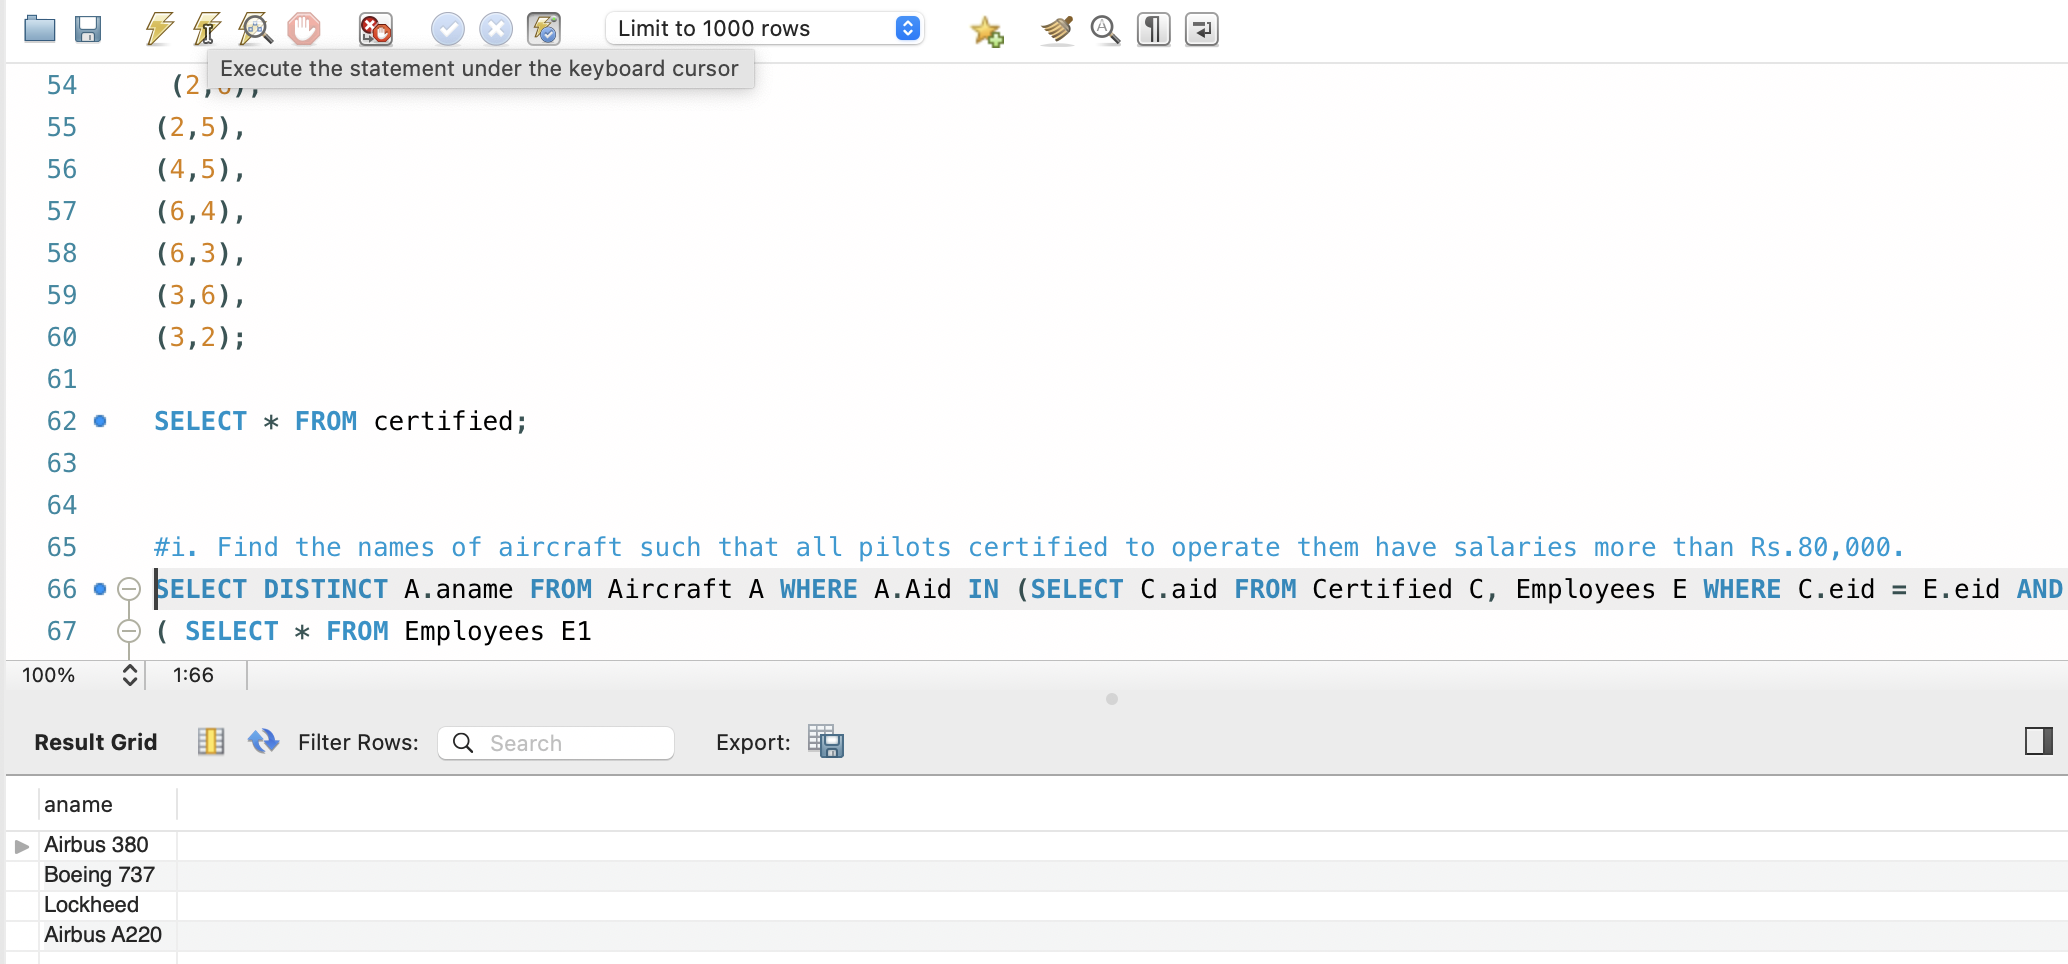 Limit to 1000 rows
Execute the statement under the keyboard cursor
54 (2,
55 (2,5),
56 (4,5),
57 (6,4),
58 (6,3),
59 (3,6),
60 (3,2);
61
62 SELECT * FROM certified;
63
64
65 #i. Find the names of aircraft such that all pilots certified to operate them have salaries more than Rs.80,000.
66 SELECT DISTINCT A.aname FROM Aircraft A WHERE A.Aid IN (SELECT C.aid FROM Certified C, Employees E WHERE C.eid = E.eid AND
67 ( SELECT * FROM Employees E1
100% 1:66
Result Grid Filter Rows: Search Export:
aname
Airbus 380
Boeing 737
Lockheed
Airbus A220